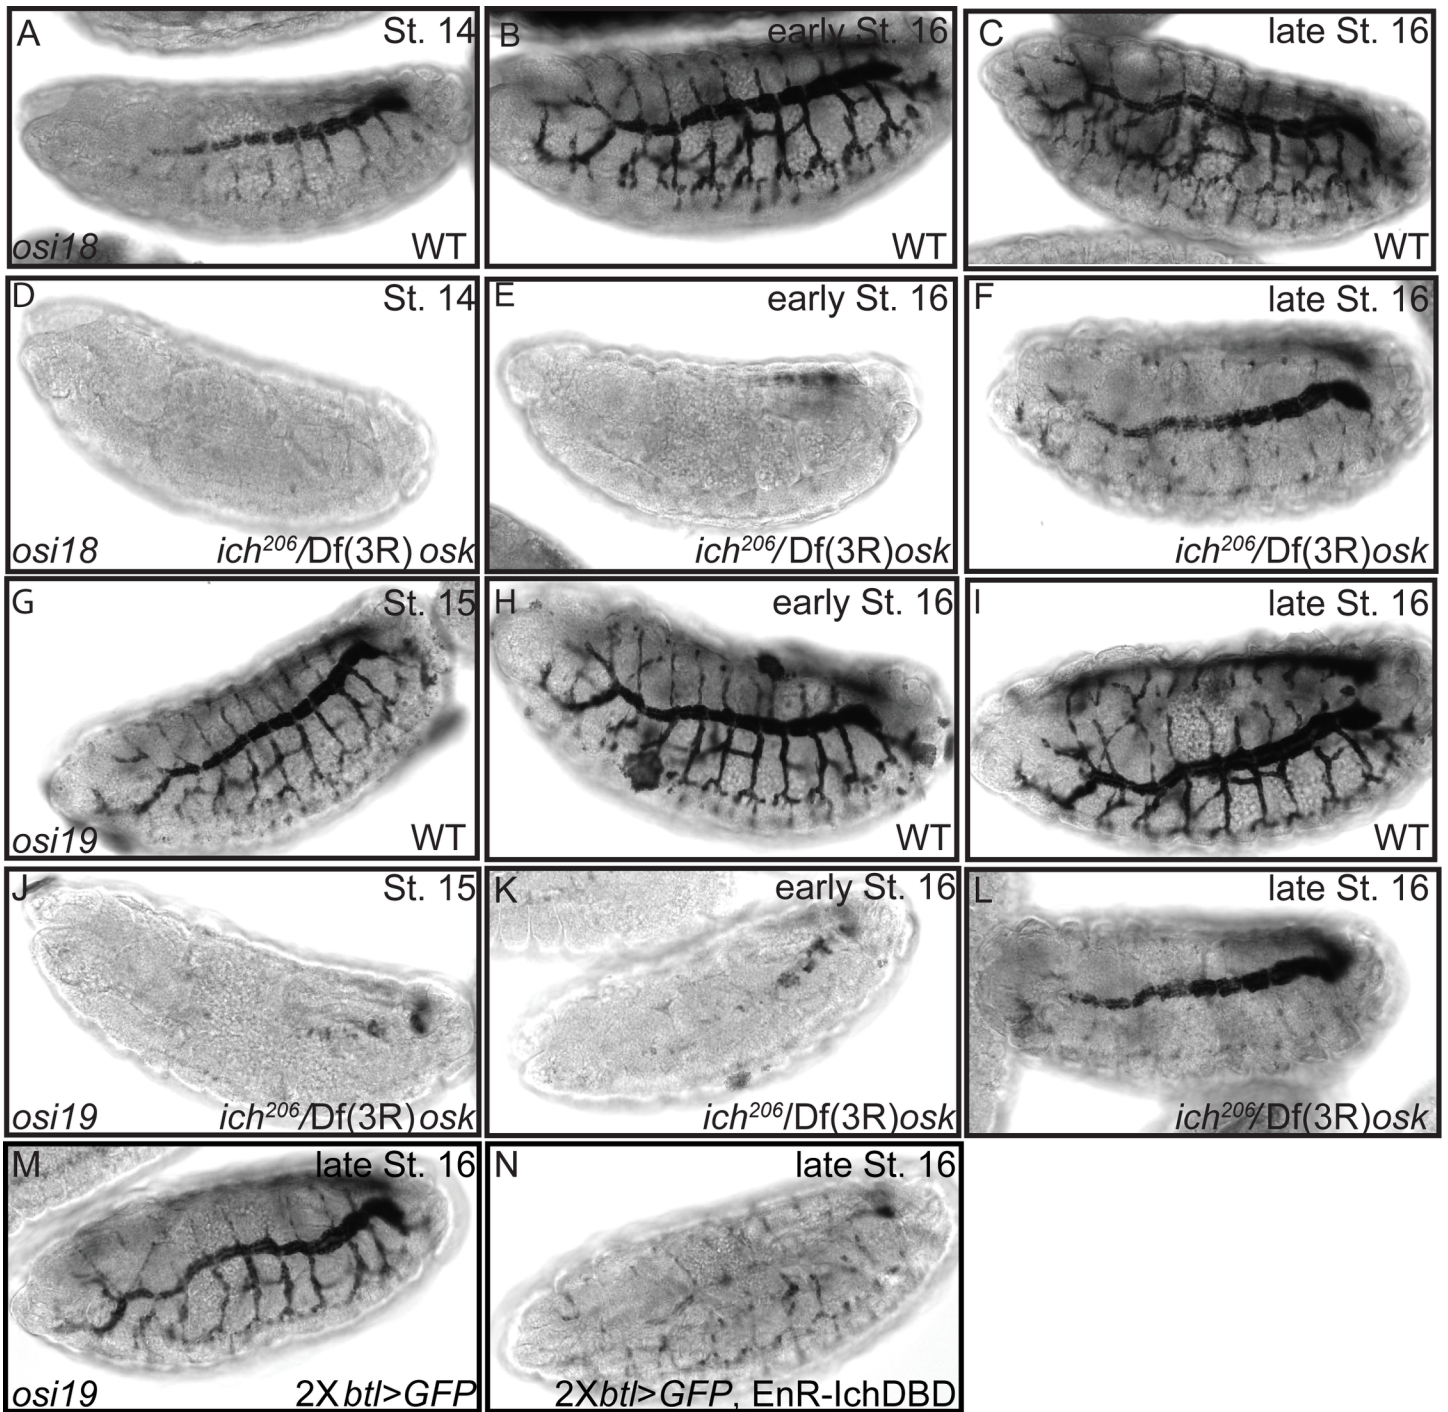 A St. 14
osi18 WT
B early St. 16
WT
C late St. 16
WT
D St. 14
osi18 ich206/Df(3R) osk
E early St. 16
ich206/Df(3R)osk
F late St. 16
ich206/Df(3R)osk
G St. 15
osi19 WT
H early St. 16
WT
I late St. 16
WT
J St. 15
osi19 ich206/Df(3R)osk
K early St. 16
ich206/Df(3R)osk
L late St. 16
ich206/Df(3R)osk
M late St. 16
osi19 2Xbtl>GFP
N late St. 16
2Xbtl>GFP, EnR-IchDBD